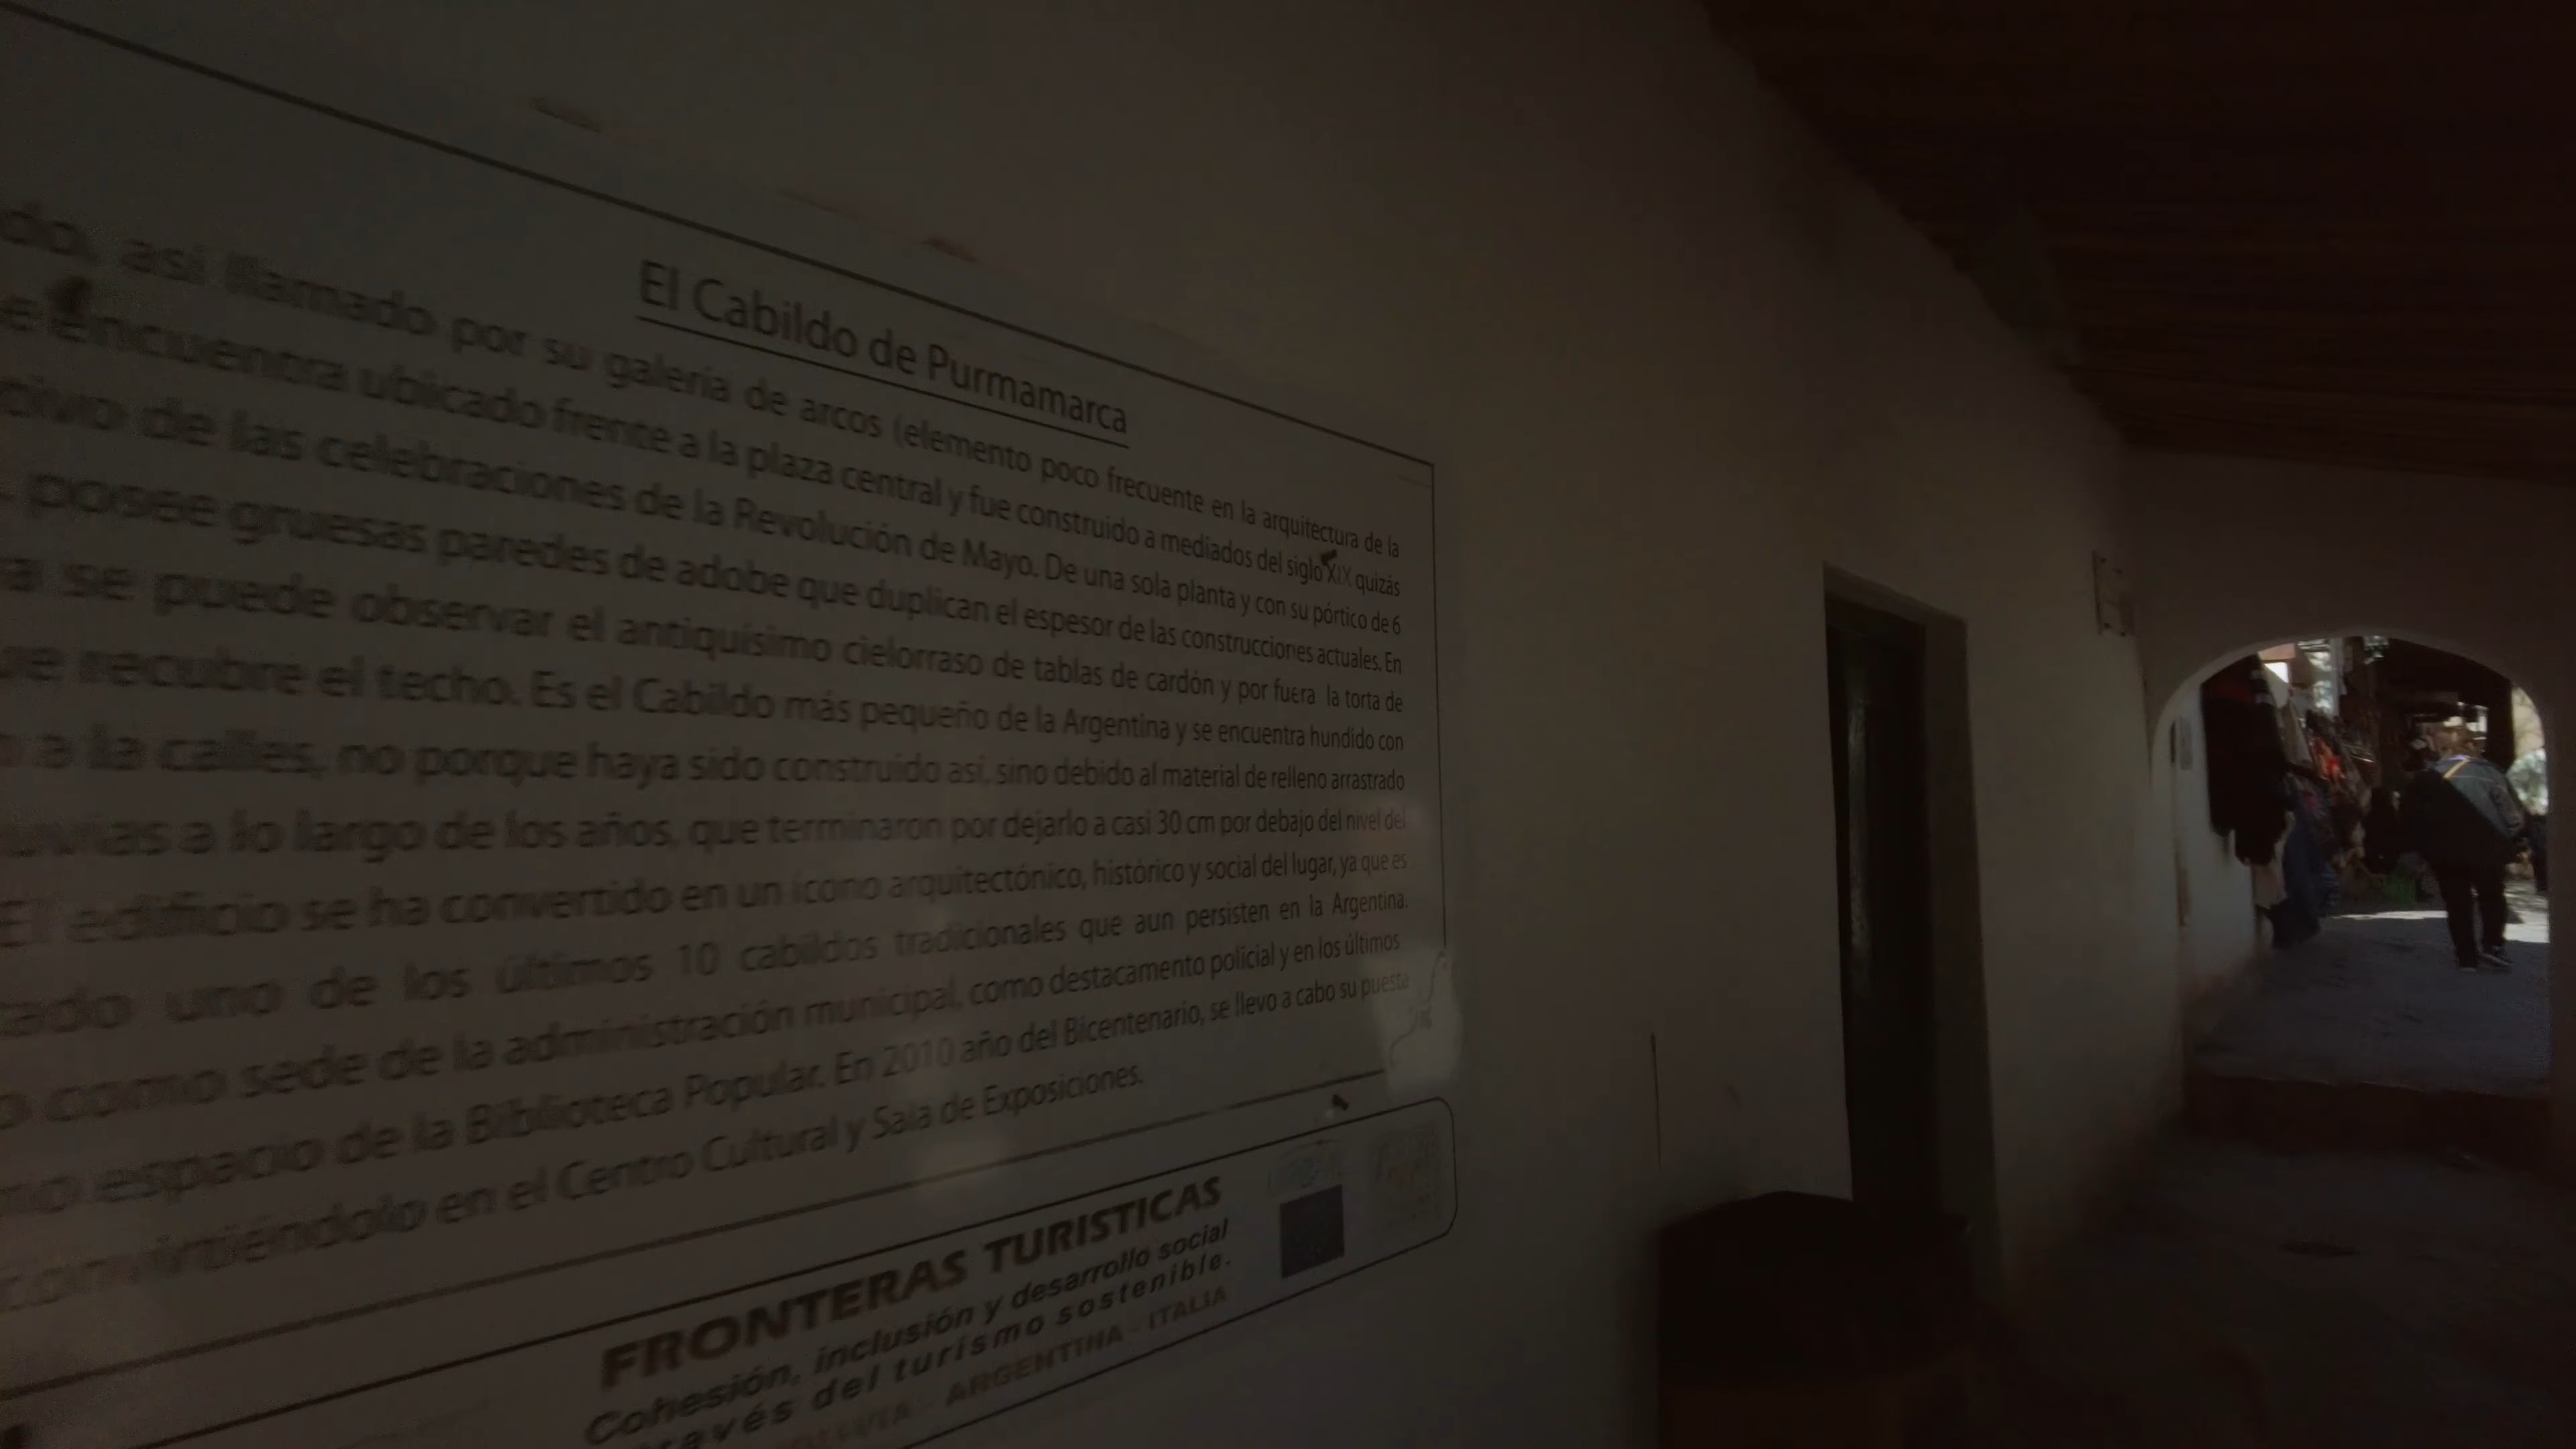 El Cabildo de Purmamarca
así llamado por su galería de arcos (elemento poco frecuente en la arquitectura de la
encuentra ubicado frente a la plaza central y fue construido a mediados del siglo XIX quizás
de las celebraciones de la Revolución de Mayo. De una sola planta y con su pórtico de 6
posee gruesas paredes de adobe que duplican el espesor de las construcciones actuales. En
se puede observar el antiquísimo cielorraso de tablas de cardón y por fuera la torta de
recubre el techo. Es el Cabildo más pequeño de la Argentina y se encuentra hundido con
a la calles, no porque haya sido construido así, sino debido al material de relleno arrastrado
a lo largo de los años, que terminaron por dejarlo a casi 30 cm por debajo del nivel del
El edificio se ha convertido en un ícono arquitectónico, histórico y social del lugar, ya que es
uno de los últimos 10 cabildos tradicionales que aun persisten en la Argentina.
como sede de la administración municipal, como destacamento policial y en los últimos
espacio de la Biblioteca Popular. En 2010 año del Bicentenario, se llevo a cabo su puesta
convirtiéndolo en el Centro Cultural y Sala de Exposiciones.
FRONTERAS TURISTICAS
Cohesión, inclusión y desarrollo social
través del turismo sostenible.
ARGENTINA - ITALIA